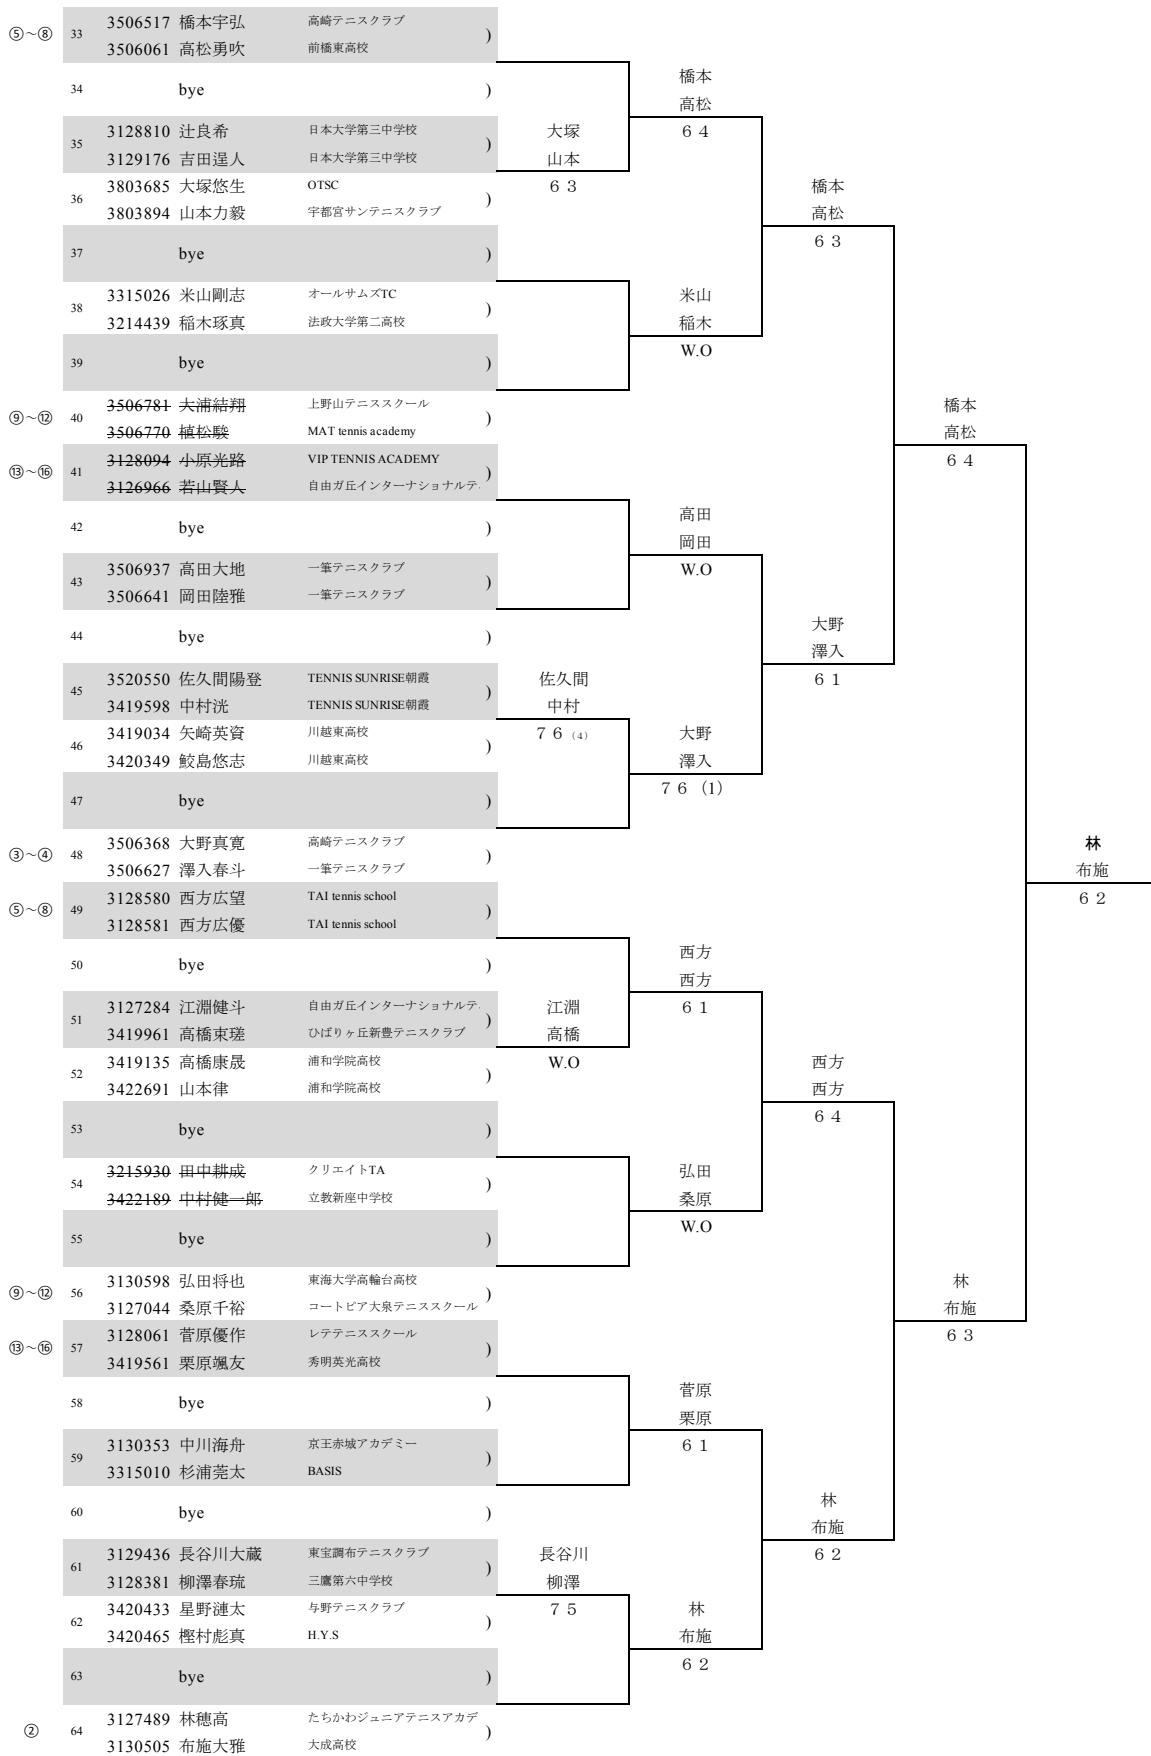 ⑤～⑧ 33 3506517 橋本宇弘 高崎テニスクラブ )
3506061 高松勇吹 前橋東高校
34 bye )
橋本
高松
6 4
35 3128810 辻良希 日本大学第三中学校 )
3129176 吉田逞人 日本大学第三中学校
大塚
山本
6 3
36 3803685 大塚悠生 OTSC )
3803894 山本力毅 宇都宮サンテニスクラブ
橋本
高松
6 3
37 bye )
38 3315026 米山剛志 オールサムズTC )
3214439 稲木琢真 法政大学第二高校
米山
稲木
W.O
39 bye )
⑨～⑫ 40 3506781 大浦結翔 上野山テニススクール )
3506770 植松駿 MAT tennis academy
橋本
高松
6 4
⑬～⑯ 41 3128094 小原光路 VIP TENNIS ACADEMY )
3126966 若山賢人 自由ガ丘インターナショナルテ
42 bye )
高田
岡田
W.O
43 3506937 高田大地 一筆テニスクラブ )
3506641 岡田陸雅 一筆テニスクラブ
44 bye )
大野
澤入
6 1
45 3520550 佐久間陽登 TENNIS SUNRISE朝霞 )
3419598 中村洸 TENNIS SUNRISE朝霞
佐久間
中村
7 6 (4)
46 3419034 矢崎英資 川越東高校 )
3420349 鮫島悠志 川越東高校
大野
澤入
7 6 (1)
47 bye )
③～④ 48 3506368 大野真寛 高崎テニスクラブ )
3506627 澤入春斗 一筆テニスクラブ
林
布施
6 2
⑤～⑧ 49 3128580 西方広望 TAI tennis school )
3128581 西方広優 TAI tennis school
50 bye )
西方
西方
6 1
51 3127284 江淵健斗 自由ガ丘インターナショナルテ )
3419961 高橋東瑳 ひばりヶ丘新豊テニスクラブ
江淵
高橋
W.O
52 3419135 高橋康晟 浦和学院高校 )
3422691 山本律 浦和学院高校
西方
西方
6 4
53 bye )
54 3215930 田中耕成 クリエイトTA )
3422189 中村健一郎 立教新座中学校
弘田
桑原
W.O
55 bye )
⑨～⑫ 56 3130598 弘田将也 東海大学高輪台高校 )
3127044 桑原千裕 コートピア大泉テニススクール
林
布施
6 3
⑬～⑯ 57 3128061 菅原優作 レテテニススクール )
3419561 栗原颯友 秀明英光高校
58 bye )
菅原
栗原
6 1
59 3130353 中川海舟 京王赤城アカデミー )
3315010 杉浦莞太 BASIS
60 bye )
林
布施
6 2
61 3129436 長谷川大蔵 東宝調布テニスクラブ )
3128381 柳澤春琉 三鷹第六中学校
長谷川
柳澤
7 5
62 3420433 星野漣太 与野テニスクラブ )
3420465 樫村彪真 H.Y.S
林
布施
6 2
63 bye )
② 64 3127489 林穂高 たちかわジュニアテニスアカデ )
3130505 布施大雅 大成高校